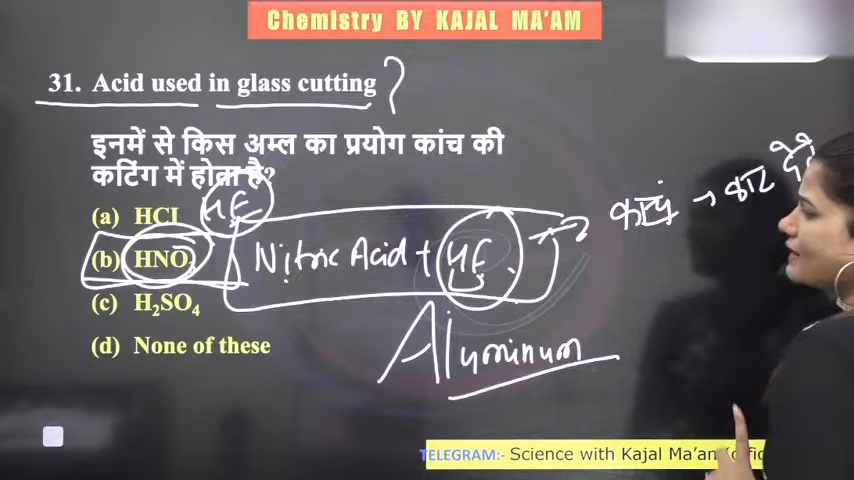 Chemistry BY KAJAL MA'AM
31. Acid used in glass cutting ?
इनमें से किस अम्ल का प्रयोग कांच की
कटिंग में होता है?
HF
(a) HCl
(b) HNO3 Nitric Acid + HF → कांच → काट
(c) H2SO4
Aluminum
(d) None of these
TELEGRAM:- Science with Kajal Ma'am